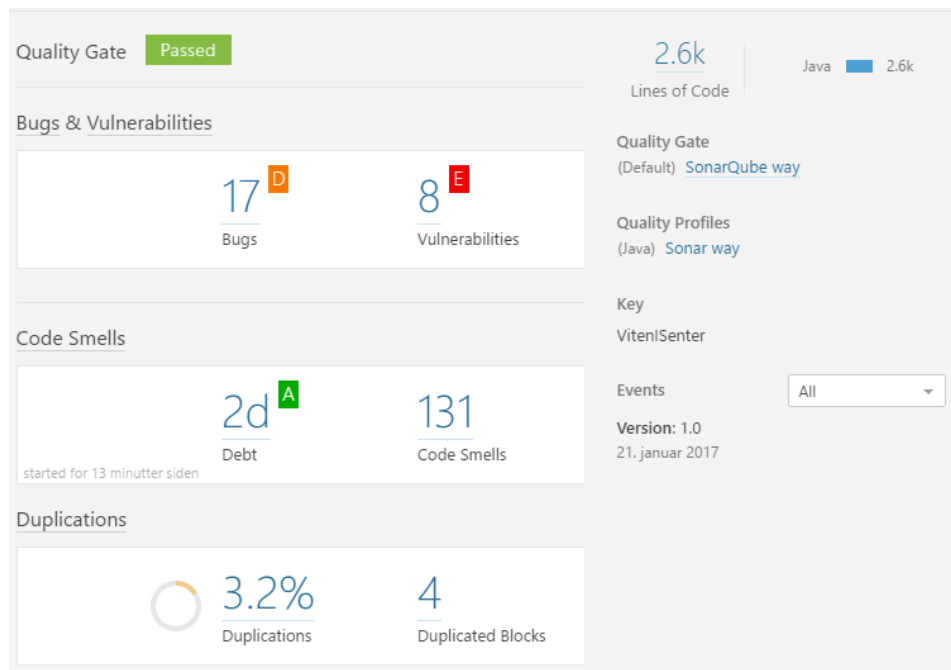 Quality Gate Passed
Bugs & Vulnerabilities
17 D 8 E
Bugs Vulnerabilities
Code Smells
2d A 131
Debt Code Smells
started for 13 minutter siden
Duplications
3.2% 4
Duplications Duplicated Blocks
2.6k
Lines of Code
Java 2.6k
Quality Gate
(Default) SonarQube way
Quality Profiles
(Java) Sonar way
Key
VitenISenter
Events All
Version: 1.0
21. januar 2017